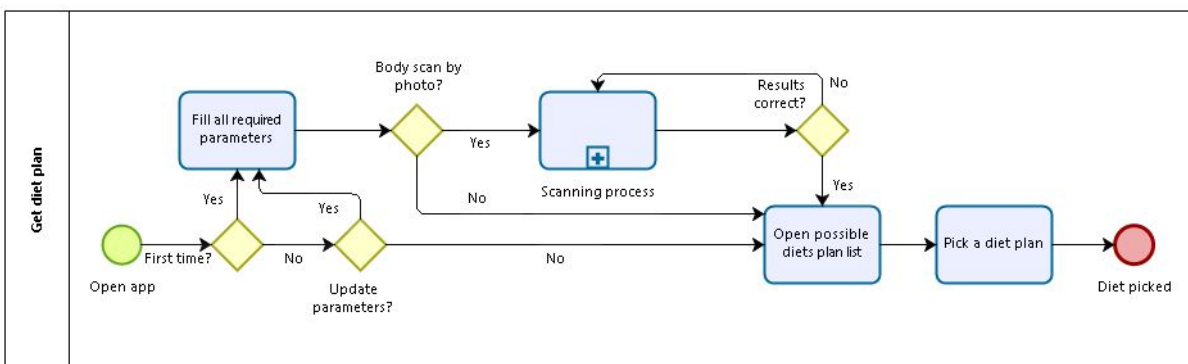 Get diet plan
Body scan by
photo?
Results
correct?
No
Fill all required
parameters
Yes
Scanning process
Yes
Yes
No
Yes
Open possible
diets plan list
Pick a diet plan
First time?
No
No
Open app
Update
parameters?
Diet picked